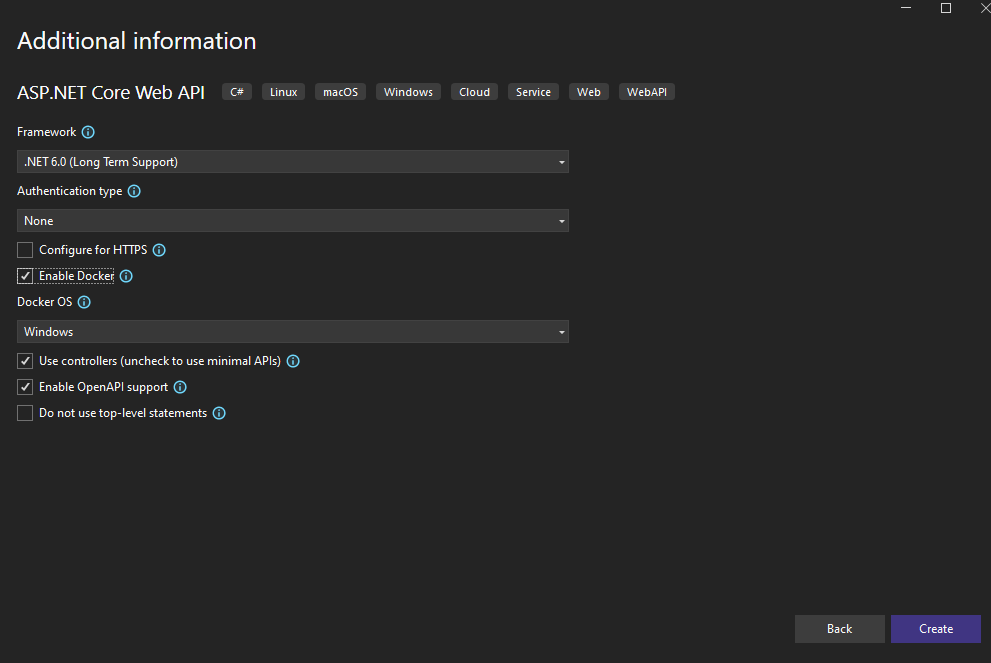 Additional information
ASP.NET Core Web API C# Linux macOS Windows Cloud Service Web WebAPI
Framework
.NET 6.0 (Long Term Support)
Authentication type
None
Configure for HTTPS
Enable Docker
Docker OS
Windows
Use controllers (uncheck to use minimal APIs)
Enable OpenAPI support
Do not use top-level statements
Back Create